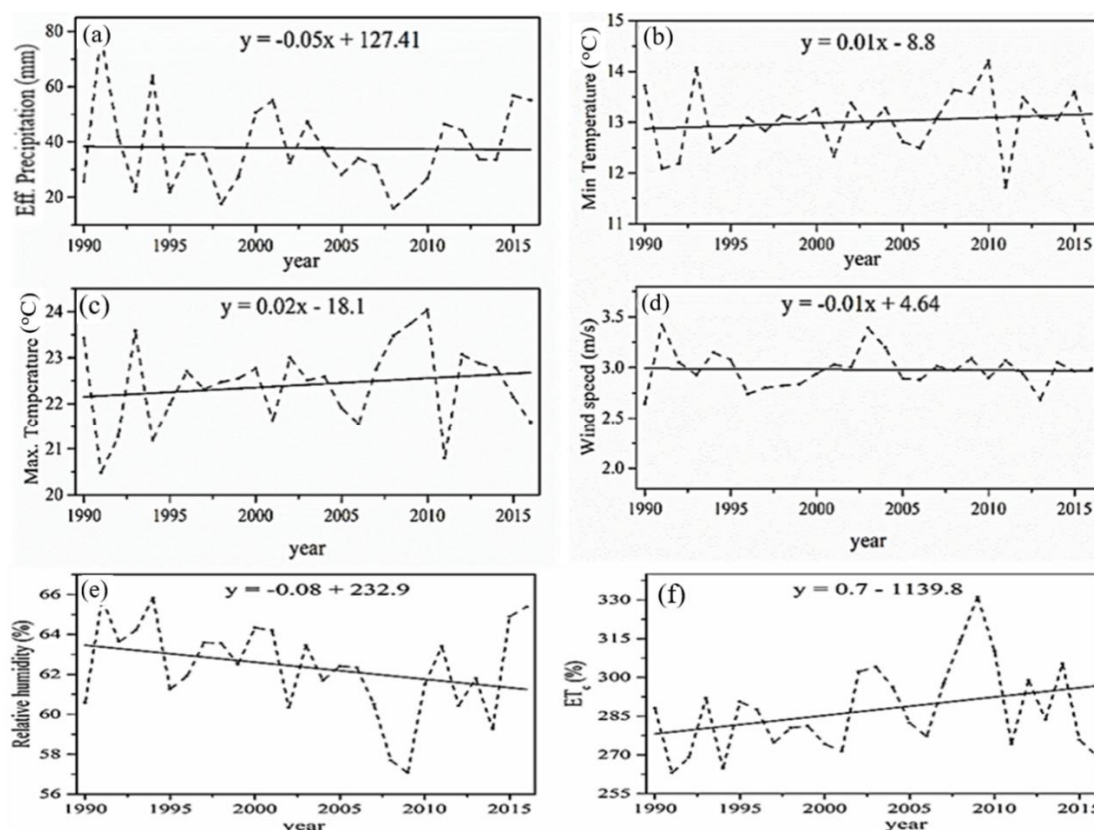 (a)
y = -0.05x + 127.41
Eff. Precipitation (mm)
80
60
40
20
1990 1995 2000 2005 2010 2015
year
(b)
y = 0.01x - 8.8
Min Temperature (°C)
15
14
13
12
11
1990 1995 2000 2005 2010 2015
year
(c)
y = 0.02x - 18.1
Max. Temperature (°C)
24
23
22
21
20
1990 1995 2000 2005 2010 2015
year
(d)
y = -0.01x + 4.64
Wind speed (m/s)
3.5
3.0
2.5
2.0
1990 1995 2000 2005 2010 2015
year
(e)
y = -0.08 + 232.9
Relative humidity (%)
66
64
62
60
58
56
1990 1995 2000 2005 2010 2015
year
(f)
y = 0.7 - 1139.8
ETc (%)
330
315
300
285
270
255
1990 1995 2000 2005 2010 2015
year